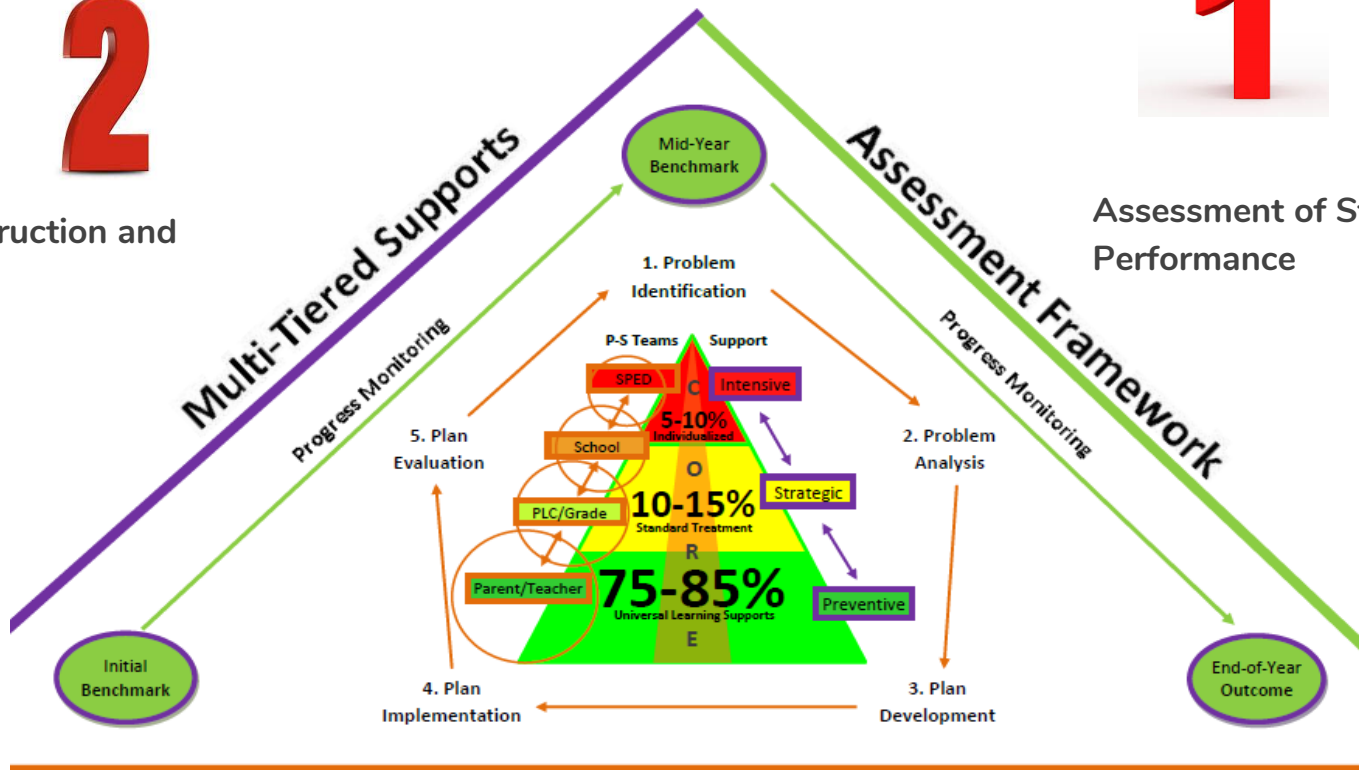 2
1
ruction and
Assessment of S
Performance
Multi-Tiered Supports
Assessment Framework
Mid-Year
Benchmark
Progress Monitoring
Progress Monitoring
1. Problem
Identification
P-S Teams
Support
SPED
Intensive
C
5-10%
Individualized
5. Plan
Evaluation
School
2. Problem
Analysis
O
Strategic
10-15%
Standard Treatment
PLC/Grade
R
75-85%
Universal Learning Supports
Parent/Teacher
Preventive
E
Initial
Benchmark
4. Plan
Implementation
3. Plan
Development
End-of-Year
Outcome